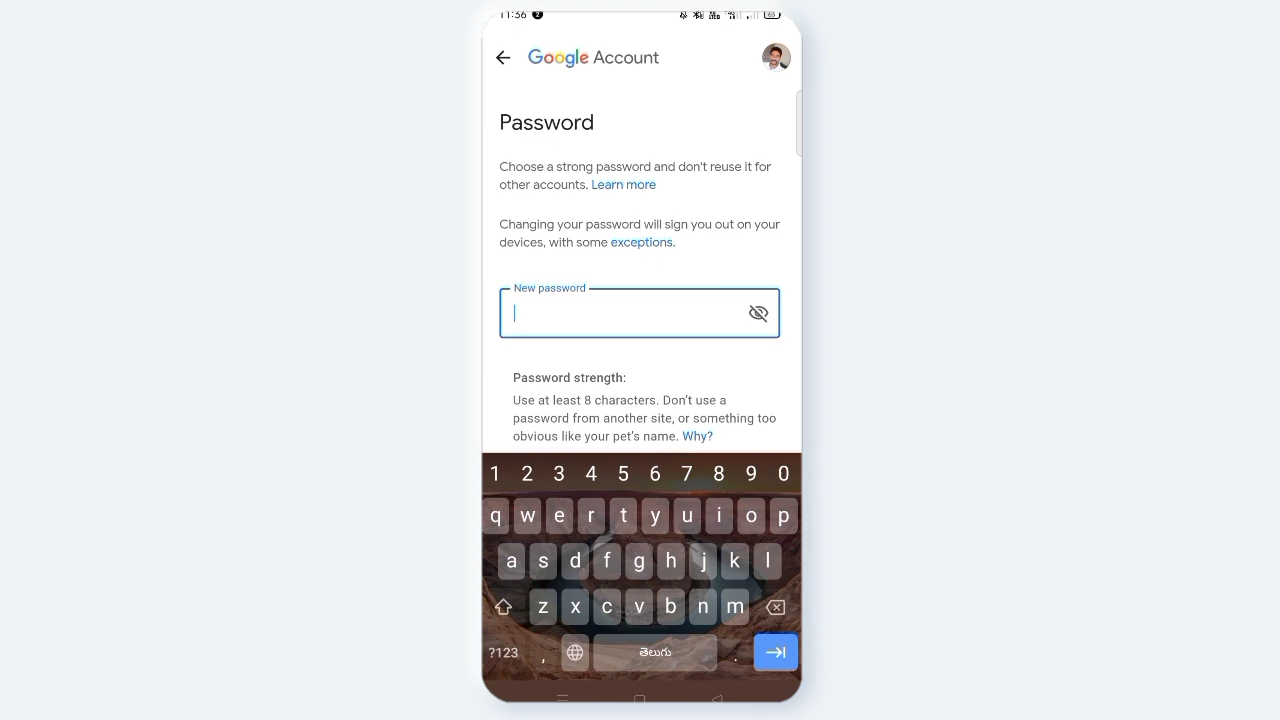 11:56 2
Google Account
Password
Choose a strong password and don't reuse it for
other accounts. Learn more
Changing your password will sign you out on your
devices, with some exceptions.
New password
Password strength:
Use at least 8 characters. Don't use a
password from another site, or something too
obvious like your pet's name. Why?
1 2 3 4 5 6 7 8 9 0
q w e r t y u i o p
a s d f g h j k l
z x c v b n m
?123 , తెలుగు .